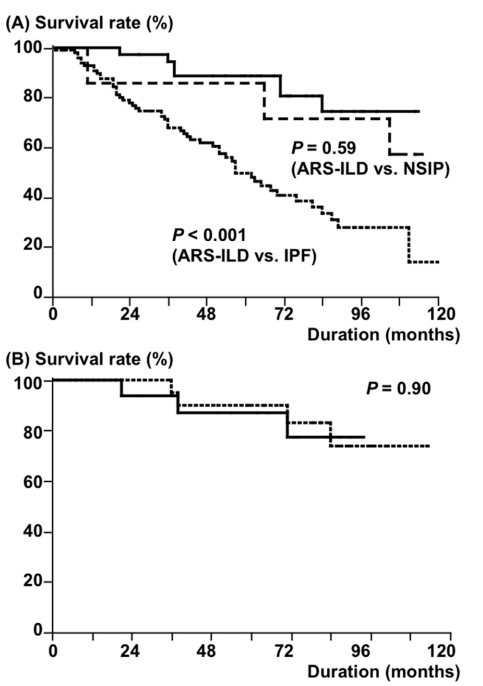 (A) Survival rate (%)
100
80
60
P = 0.59
(ARS-ILD vs. NSIP)
40
P < 0.001
20
(ARS-ILD vs. IPF)
0
0 24 48 72 96 120
Duration (months)
(B) Survival rate (%)
100
P = 0.90
80
60
40
20
0
0 24 48 72 96 120
Duration (months)